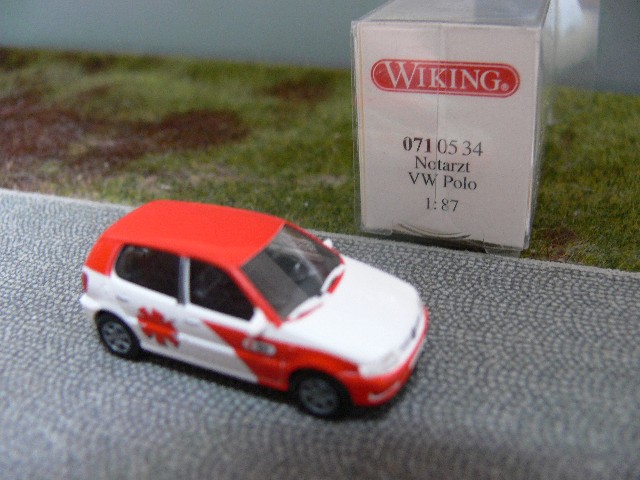 WIKING®
071 05 34
Notarzt
VW Polo
1:87